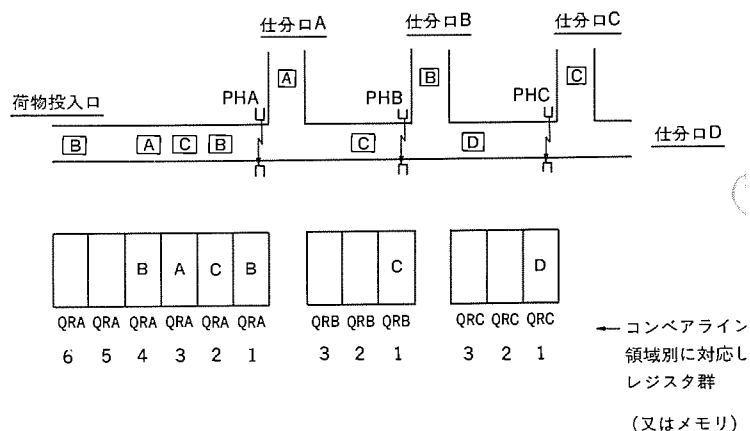 仕分口A 仕分口B 仕分口C
A B C
荷物投入口 PHA PHB PHC
仕分口D
B A C B C D
B A C B C D
QRA QRA QRA QRA QRA QRA QRB QRB QRB QRC QRC QRC
6 5 4 3 2 1 3 2 1 3 2 1
←コンベアライン
領域別に対応し
レジスタ群
(又はメモリ)